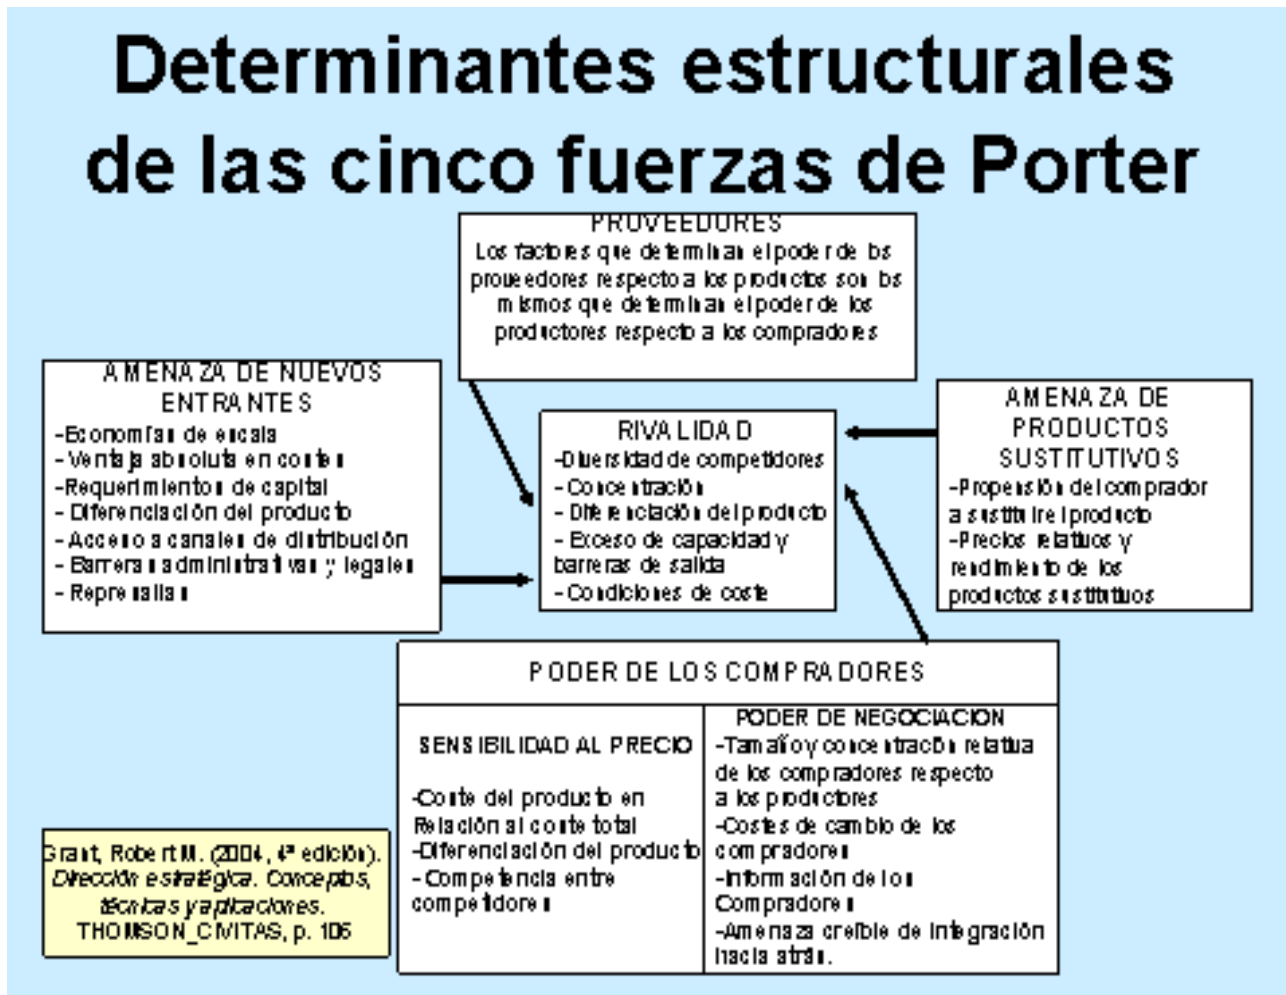 Determinantes estructurales
de las cinco fuerzas de Porter
PROVEEDORES
Los factores que determinan el poder de los
proveedores respecto a los productos son los
mismos que determinan el poder de los
productores respecto a los compradores
AMENAZA DE NUEVOS
ENTRANTES
-Economías de escala
- Ventaja absoluta en costes
-Requerimientos de capital
- Diferenciación del producto
- Acceso a canales de distribución
- Barreras administrativas y legales
- Represalias
RIVALIDAD
-Diversidad de competidores
- Concentración
- Diferenciación del producto
- Exceso de capacidad y
barreras de salida
- Condiciones de coste
AMENAZA DE
PRODUCTOS
SUSTITUTIVOS
-Propensión del comprador
a sustituir el producto
-Precios relativos y
rendimiento de los
productos sustitutivos
PODER DE LOS COMPRADORES
SENSIBILIDAD AL PRECIO
-Coste del producto en
Relación al coste total
-Diferenciación del producto
- Competencia entre
competidores
PODER DE NEGOCIACION
-Tamaño y concentración relativa
de los compradores respecto
a los productores
-Costes de cambio de los
compradores
-Información de los
Compradores
-Amenaza creíble de integración
hacia atrás.
Grant, Robert M. (2004, 4ª edición).
Dirección estratégica. Conceptos,
técnicas y aplicaciones.
THOMSON_CIVITAS, p. 106